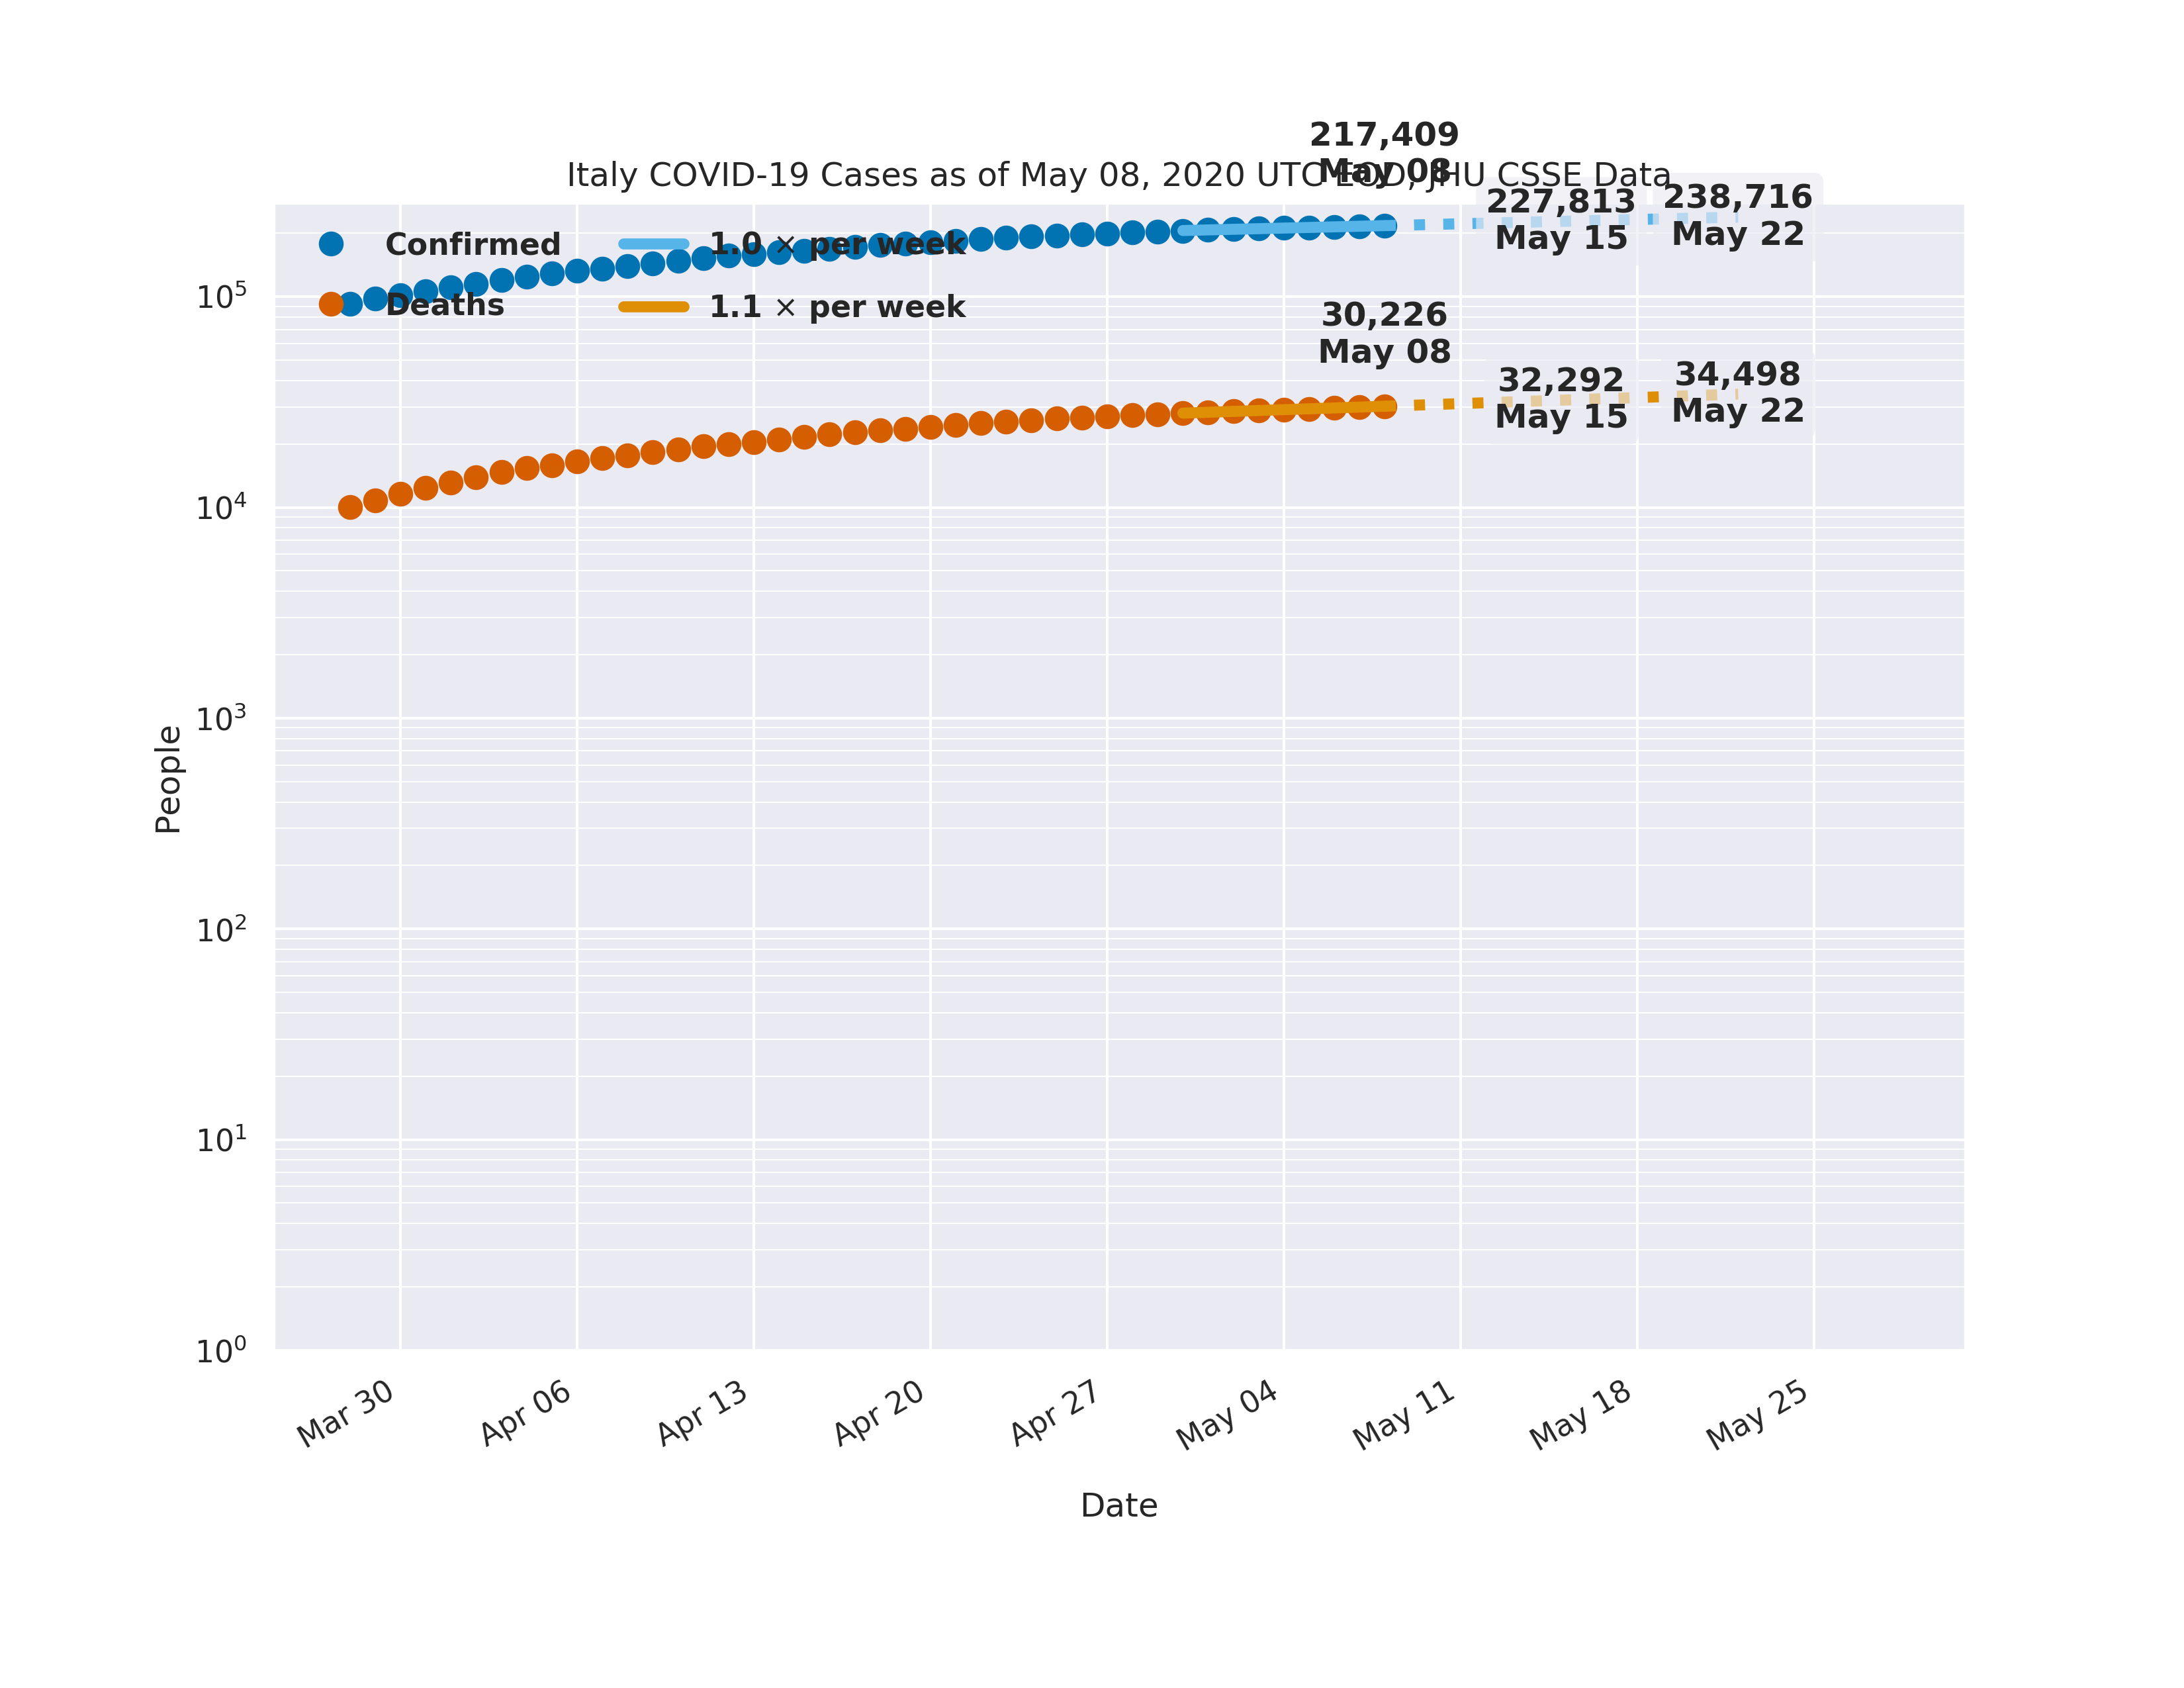 217,409
May 08
Italy COVID-19 Cases as of May 08, 2020 UTC EOD, JHU CSSE Data
227,813
May 15
238,716
May 22
Confirmed
1.0 × per week
Deaths
1.1 × per week
30,226
May 08
32,292
May 15
34,498
May 22
10⁵
10⁴
10³
10²
10¹
10⁰
People
Mar 30
Apr 06
Apr 13
Apr 20
Apr 27
May 04
May 11
May 18
May 25
Date